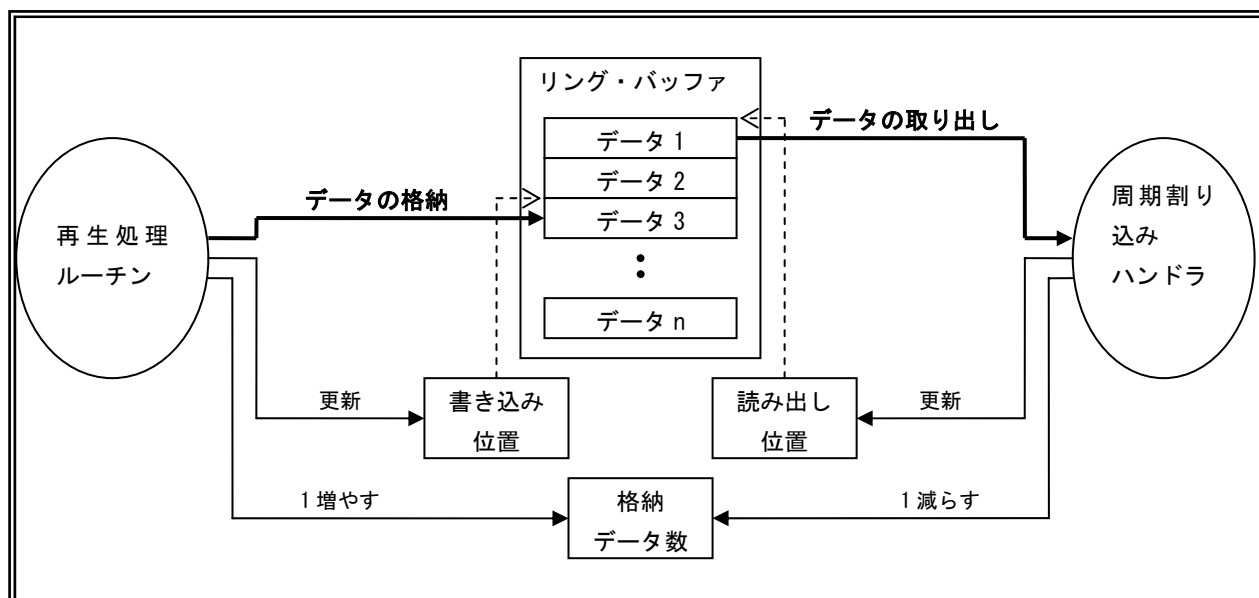 リング・バッファ
データの取り出し
データ 1
データ 2
データの格納
データ 3
再生処理
ルーチン
周期割り
込み
ハンドラ
：
データ n
更新
書き込み
位置
読み出し
位置
更新
1 増やす
格納
データ数
1 減らす